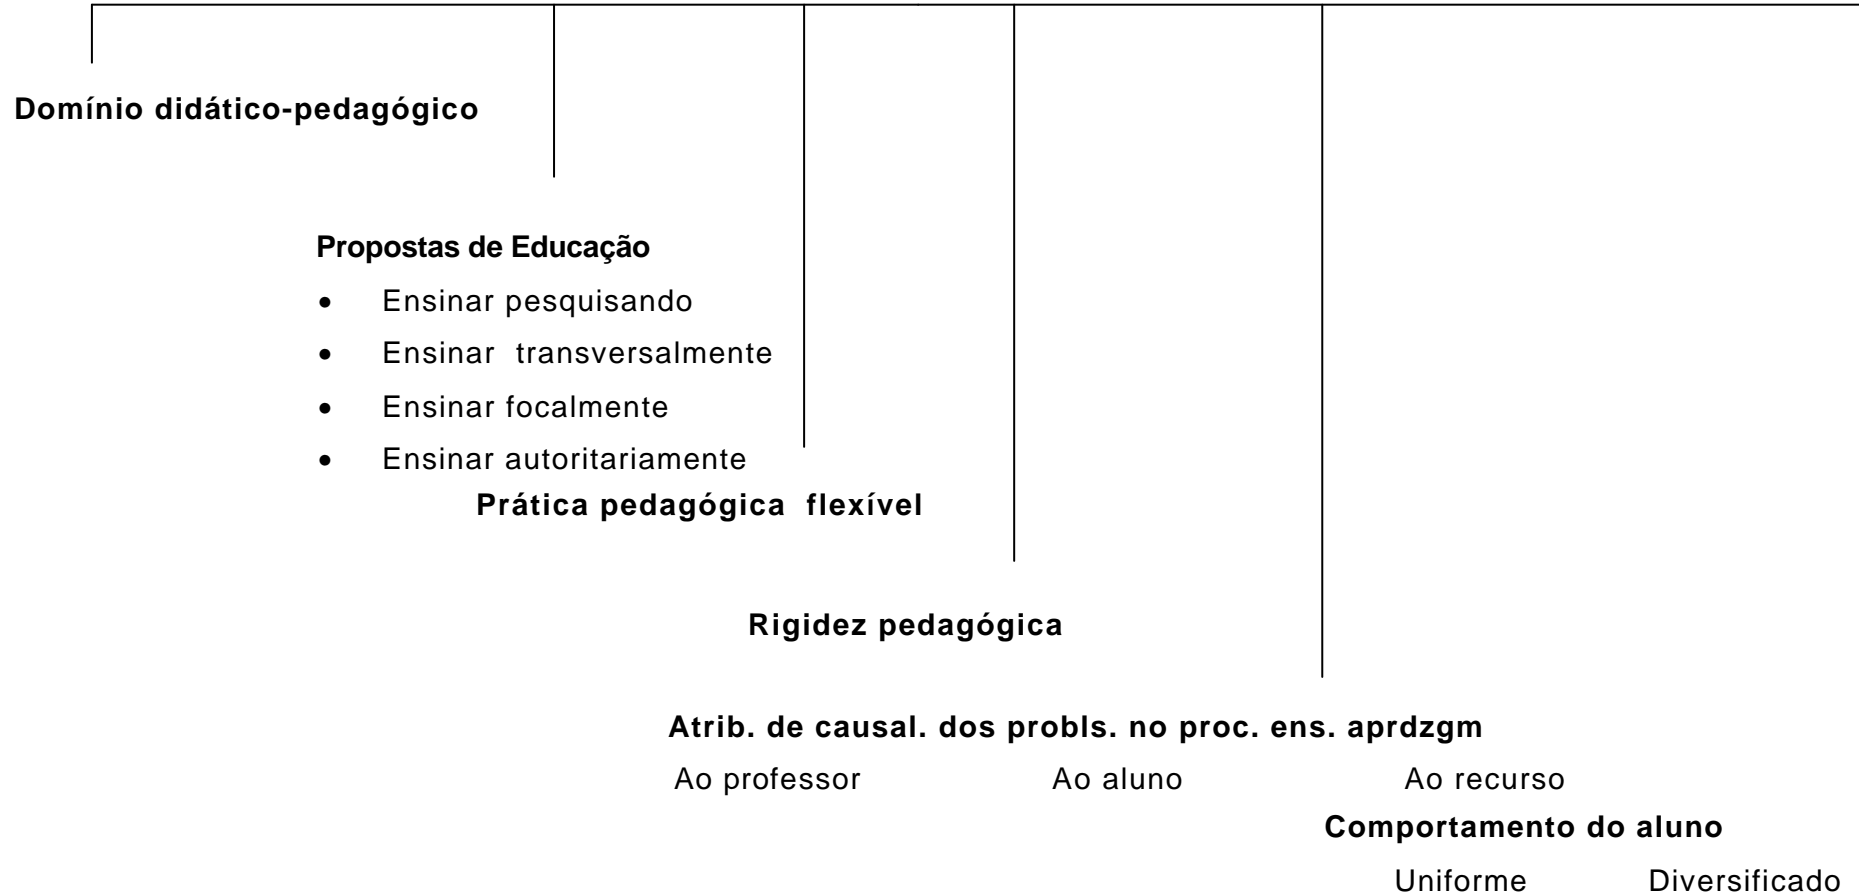 Domínio didático-pedagógico
Propostas de Educação
• Ensinar pesquisando
• Ensinar transversalmente
• Ensinar focalmente
• Ensinar autoritariamente
Prática pedagógica flexível
Rigidez pedagógica
Atrib. de causal. dos probls. no proc. ens. aprdzgm
Ao professor Ao aluno Ao recurso
Comportamento do aluno
Uniforme Diversificado